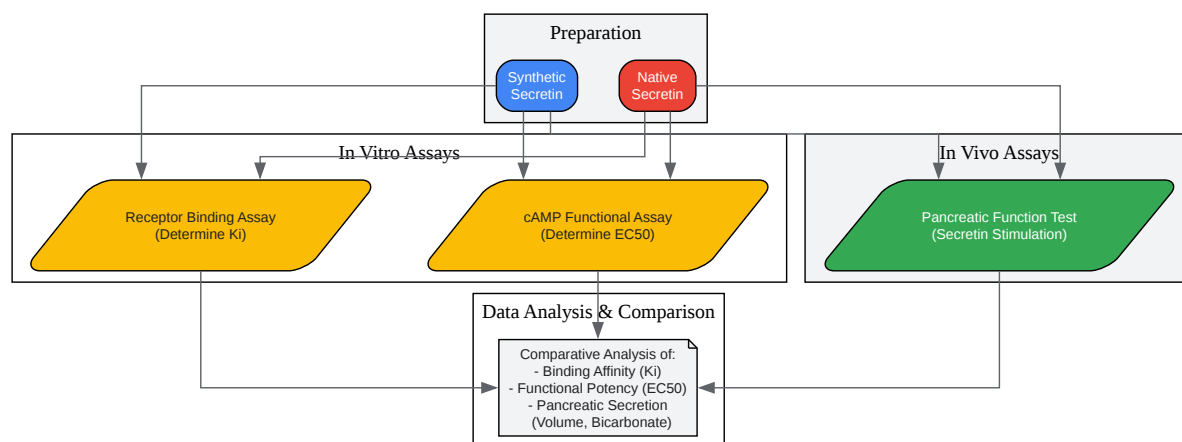 Preparation
Synthetic
Secretin
Native
Secretin
In Vitro Assays
In Vivo Assays
Receptor Binding Assay
(Determine Ki)
cAMP Functional Assay
(Determine EC50)
Pancreatic Function Test
(Secretin Stimulation)
Data Analysis & Comparison
Comparative Analysis of:
- Binding Affinity (Ki)
- Functional Potency (EC50)
- Pancreatic Secretion
(Volume, Bicarbonate)